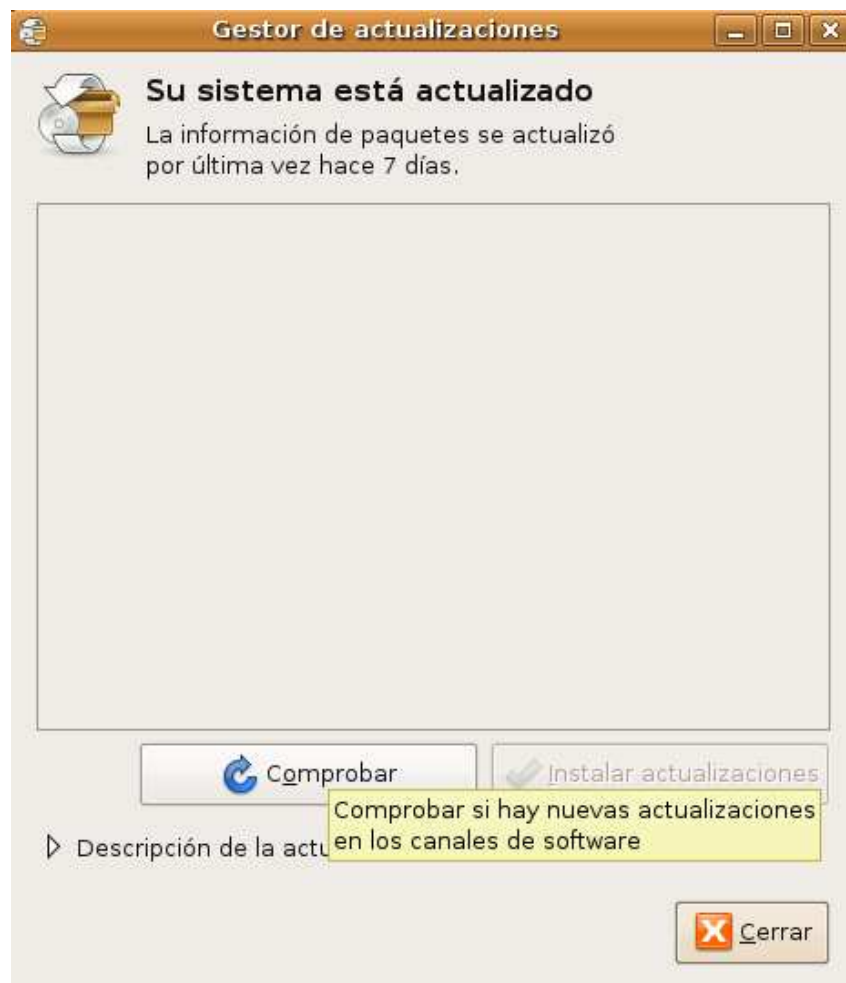 Gestor de actualizaciones
Su sistema está actualizado
La información de paquetes se actualizó
por última vez hace 7 días.
Comprobar
Instalar actualizaciones
Comprobar si hay nuevas actualizaciones
en los canales de software
Descripción de la
Cerrar